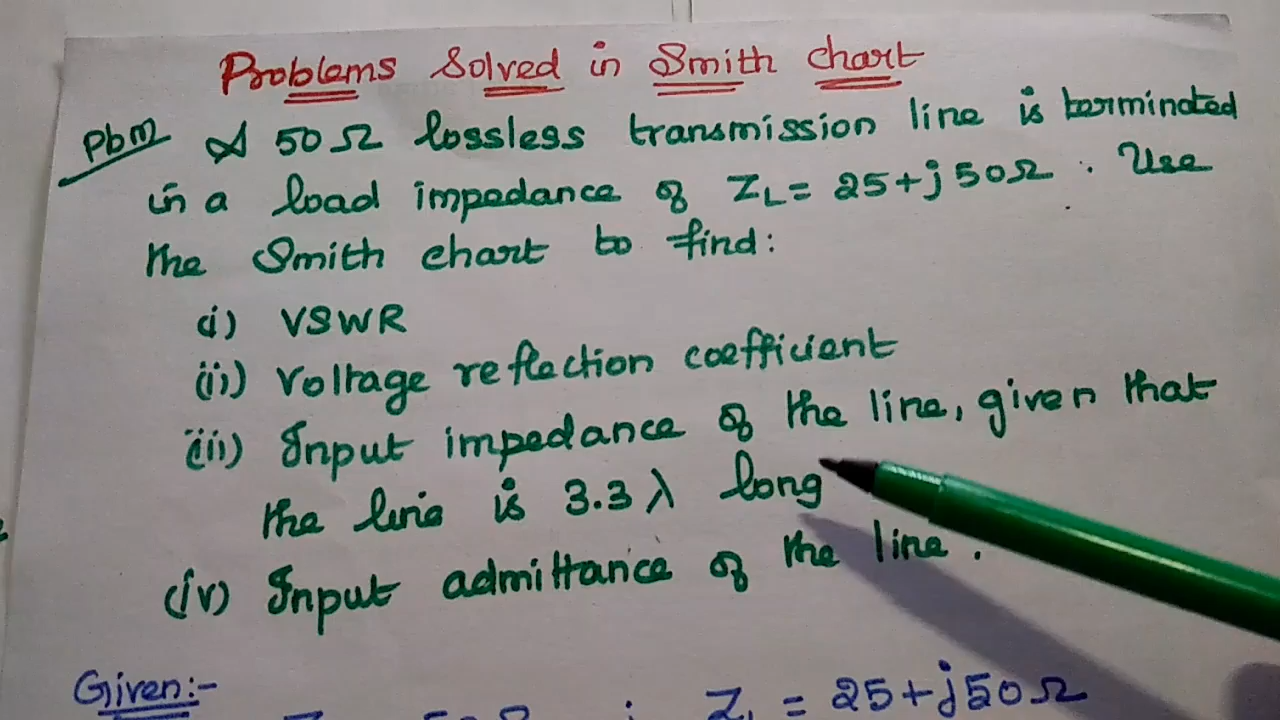 Problems Solved in Smith chart
Pbm A 50Ω lossless transmission line is terminated
in a load impedance of ZL = 25+j50Ω. Use
the Smith chart to find:
(i) VSWR
(ii) Voltage reflection coefficient
(iii) Input impedance of the line, given that
the line is 3.3λ long
(iv) Input admittance of the line.
Given:-
ZL = 25+j50Ω